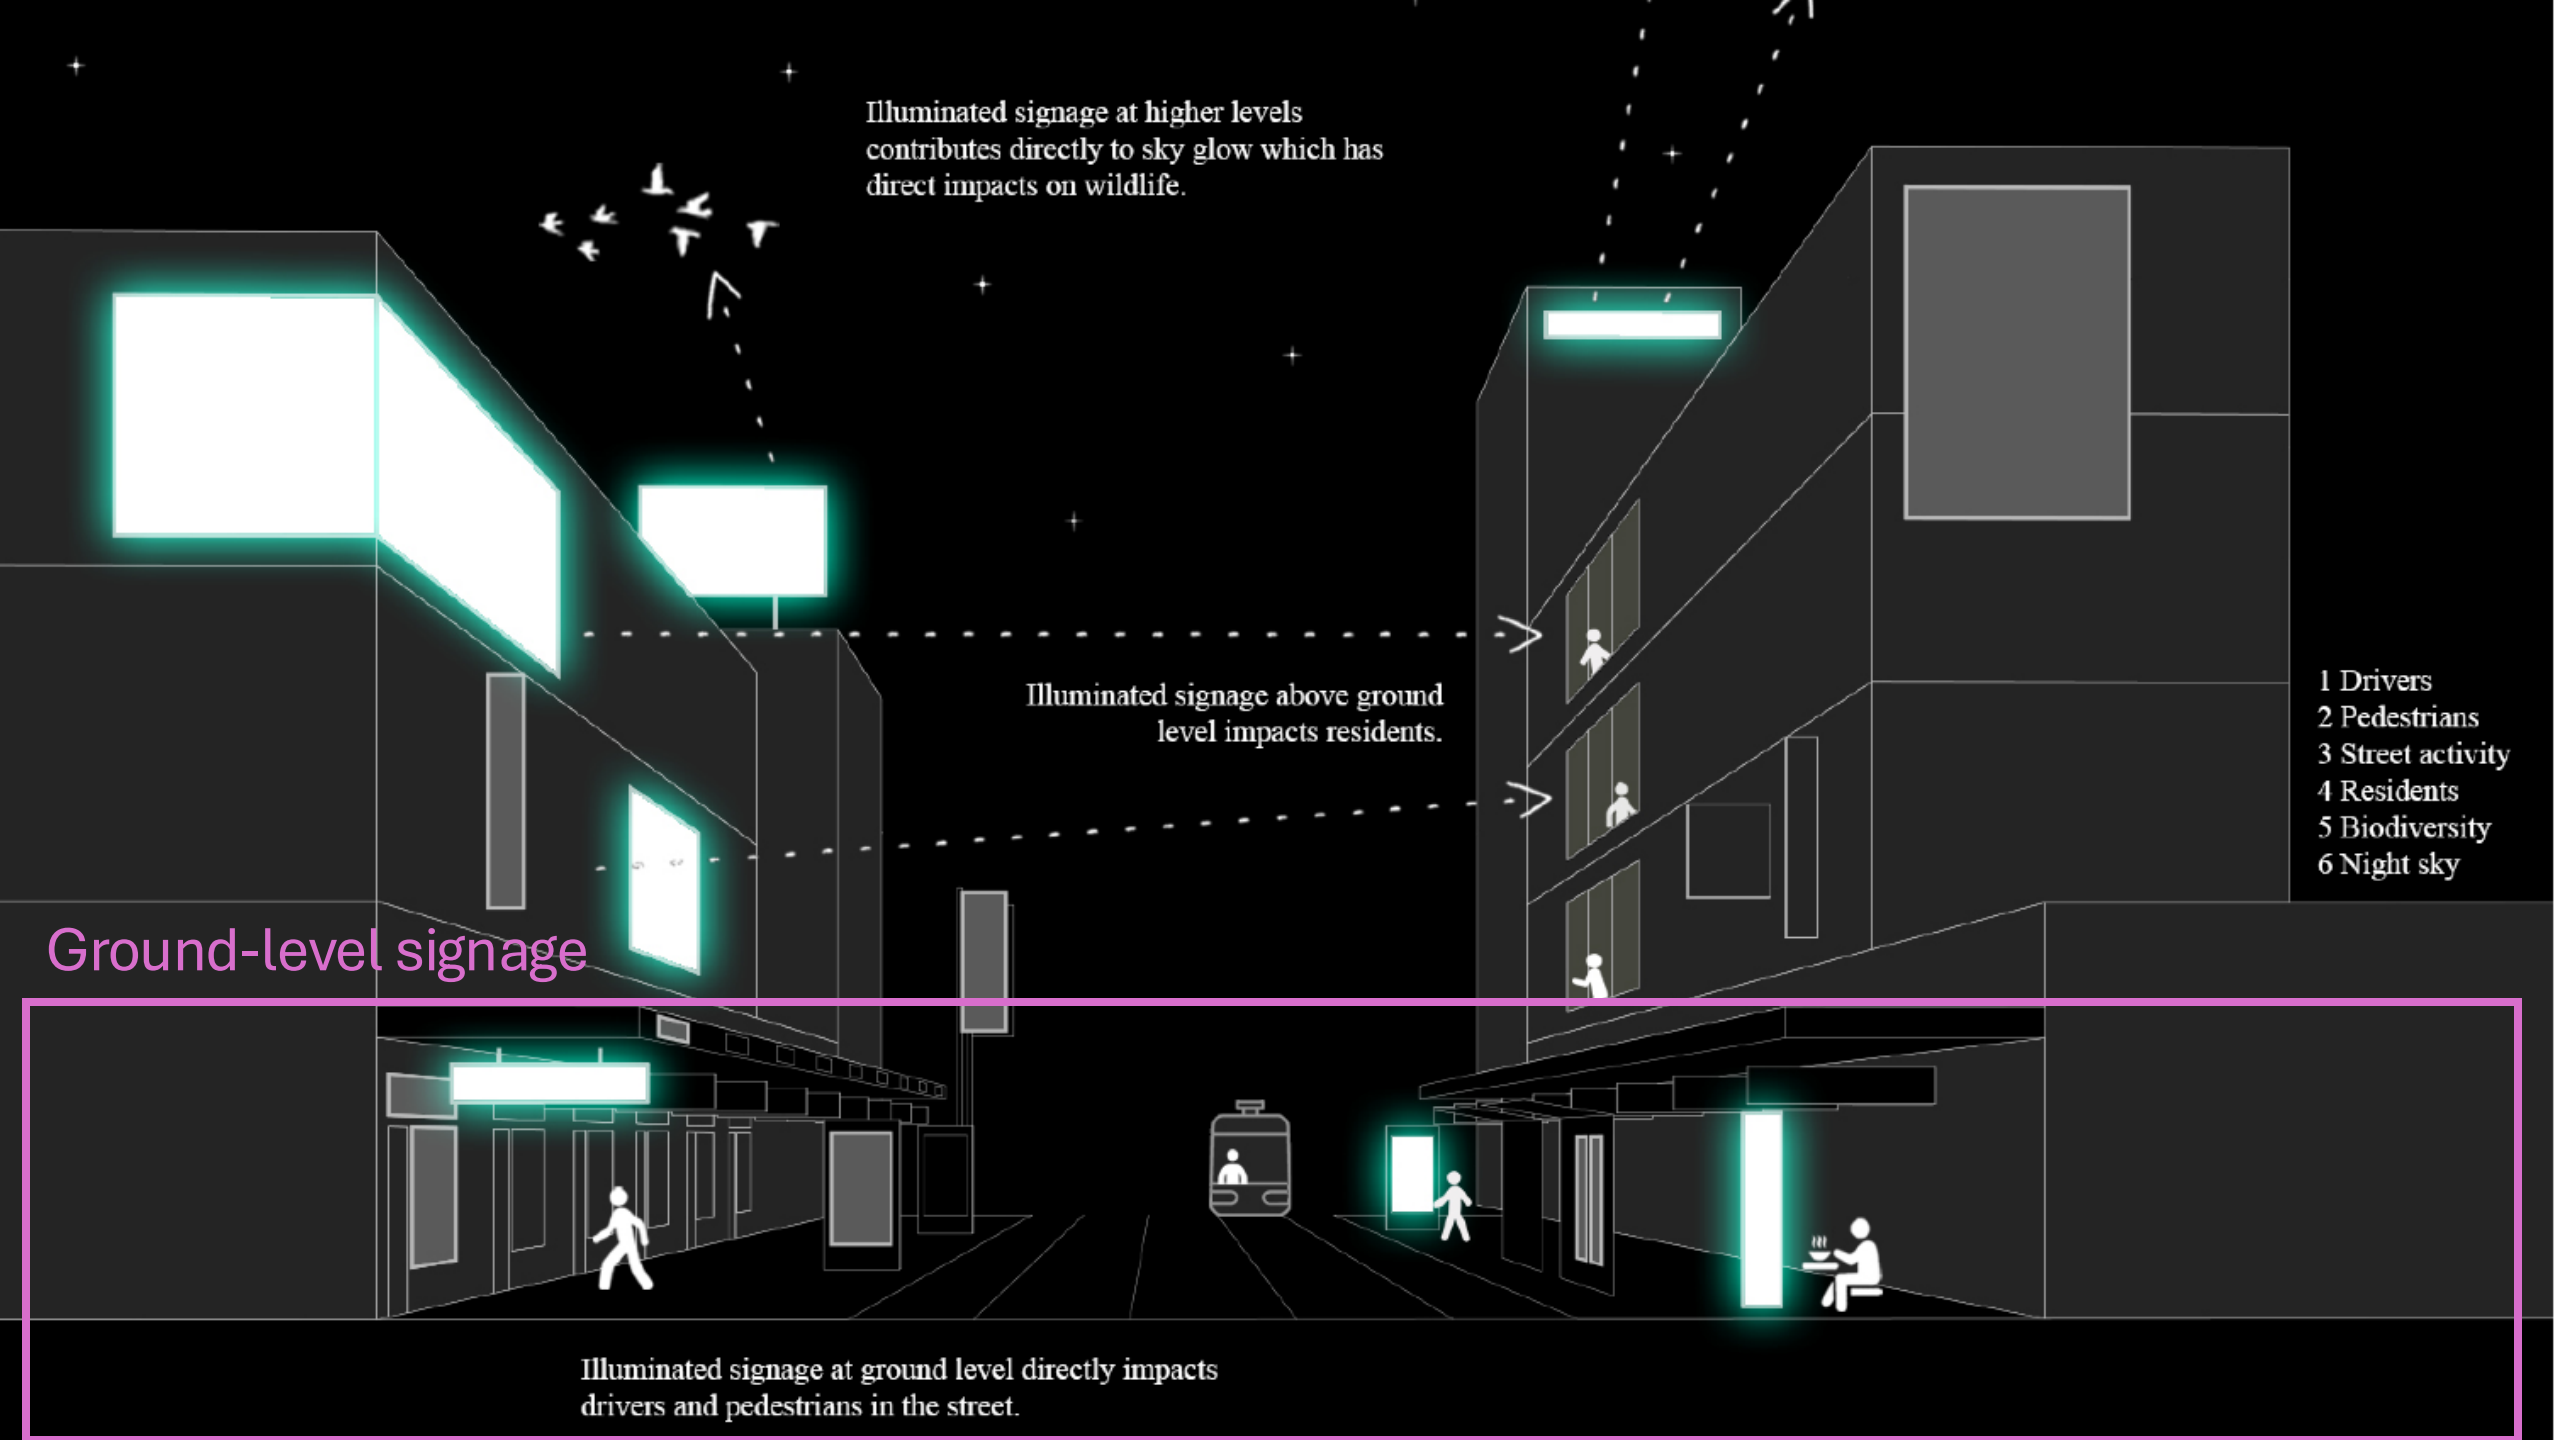 Illuminated signage at higher levels
contributes directly to sky glow which has
direct impacts on wildlife.
Illuminated signage above ground
level impacts residents.
1 Drivers
2 Pedestrians
3 Street activity
4 Residents
5 Biodiversity
6 Night sky
Ground-level signage
Illuminated signage at ground level directly impacts
drivers and pedestrians in the street.